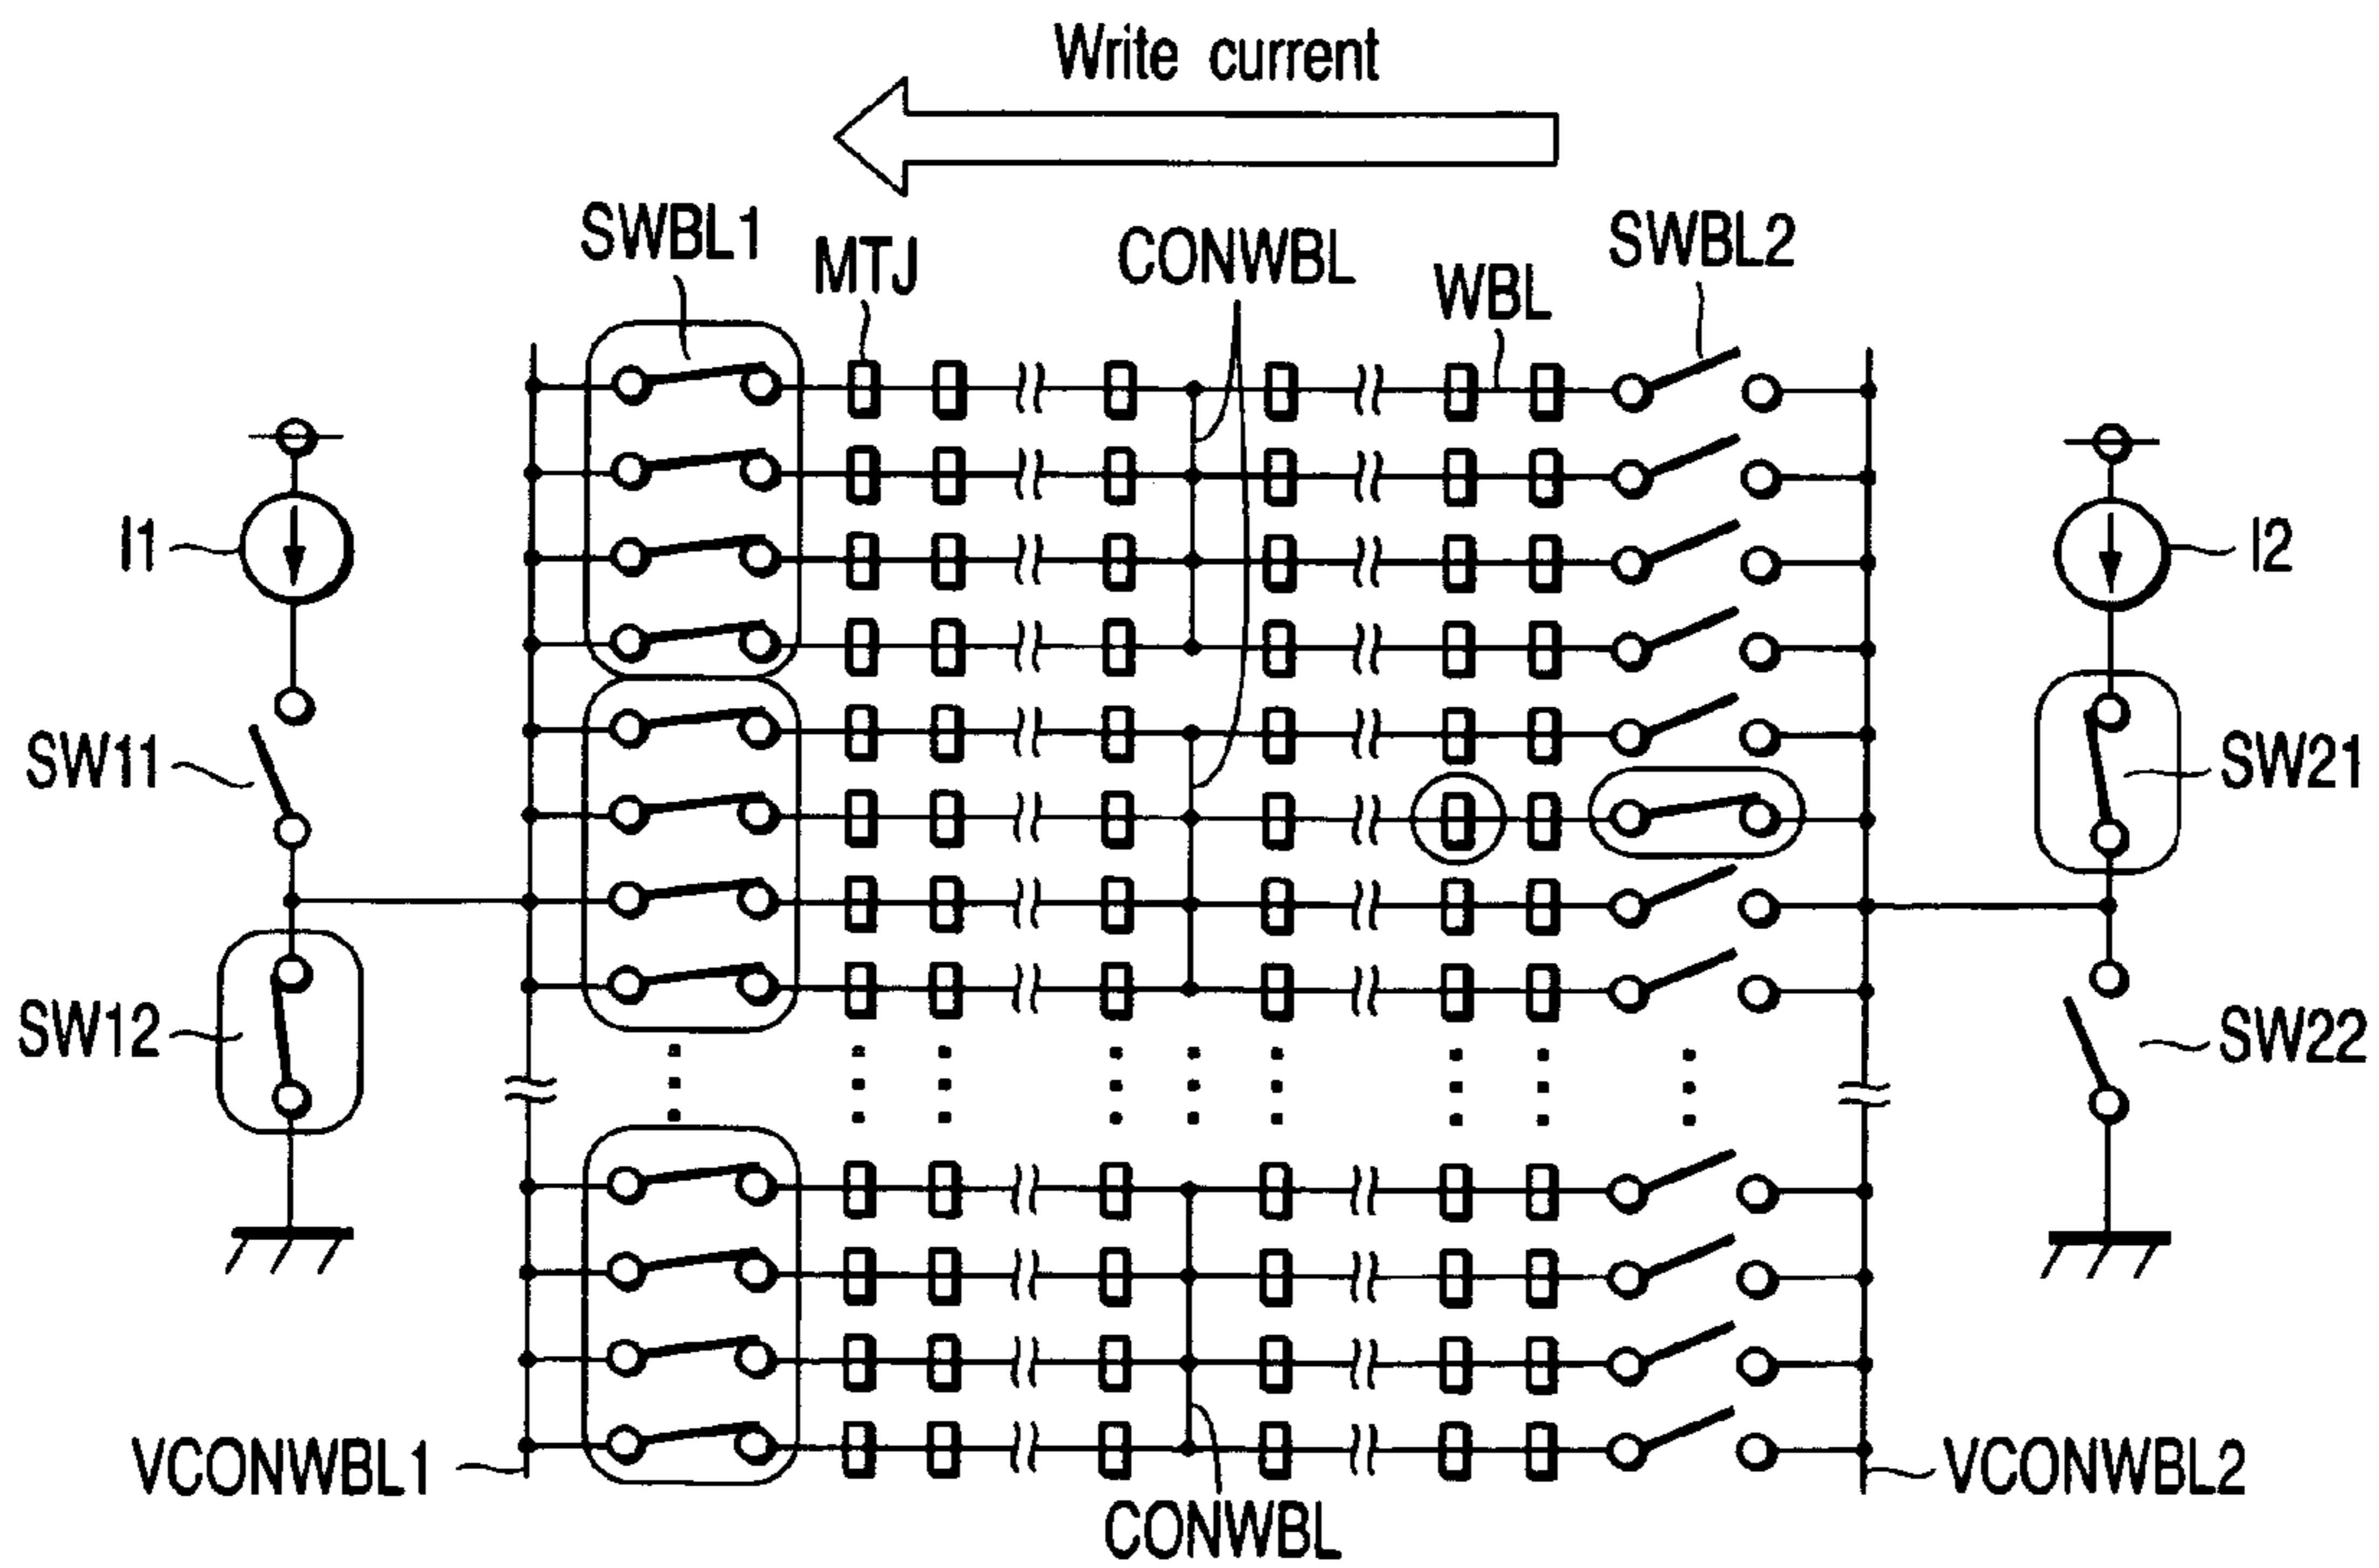 Write current
SWBL1
MTJ
CONWBL
WBL
SWBL2
I1
I2
SW11
SW21
SW12
SW22
VCONWBL1
VCONWBL2
CONWBL